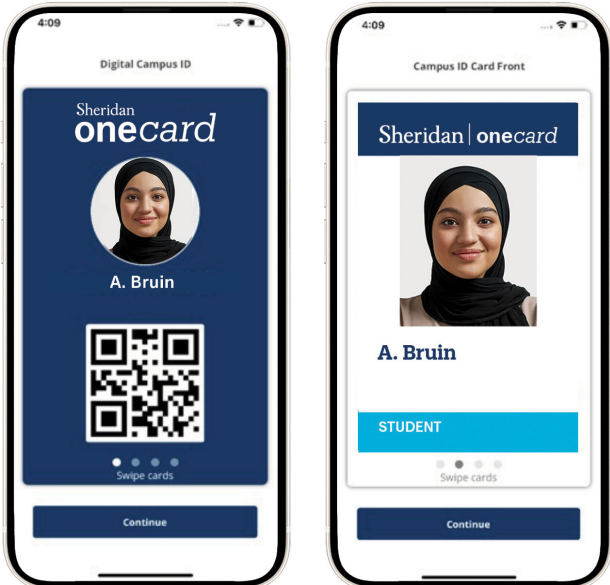 4:09
Digital Campus ID
Sheridan
onecard
A. Bruin
Swipe cards
Continue
4:09
Campus ID Card Front
Sheridan | onecard
A. Bruin
STUDENT
Swipe cards
Continue